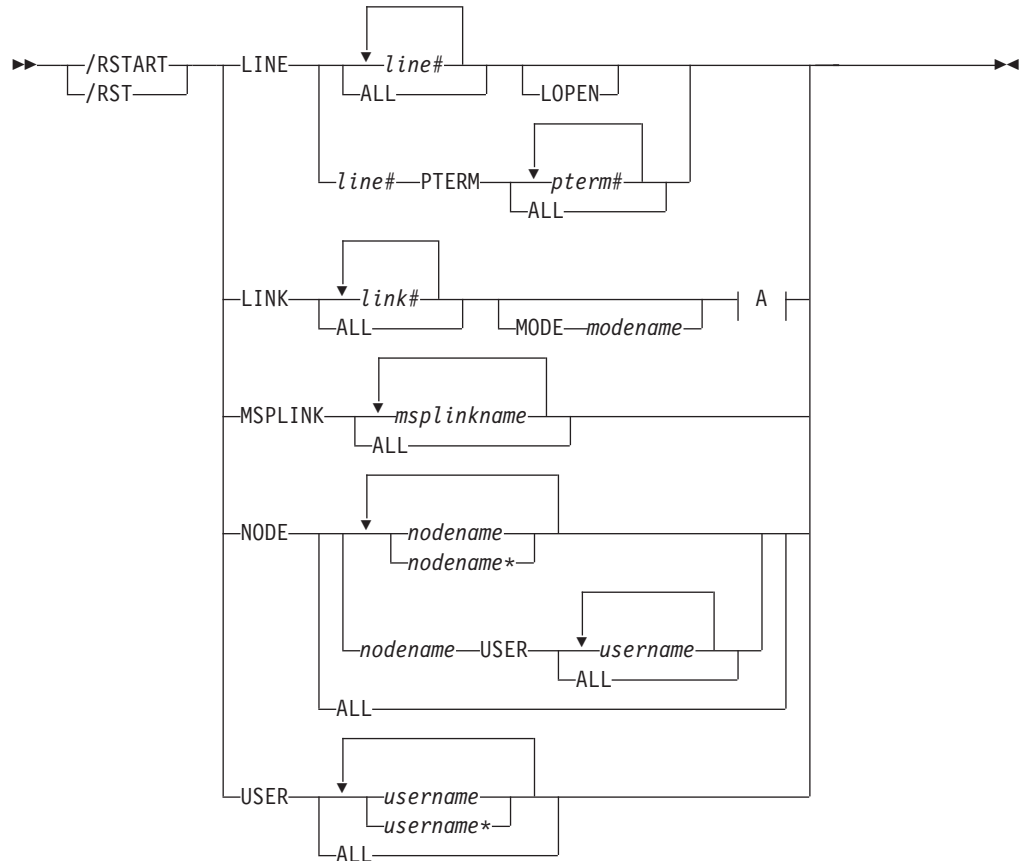 line#
/RSTART LINE
ALL LOPEN
/RST
line# PTERM pterm#
ALL
LINK link# A
ALL MODE modename
MSPLINK msplinkname
ALL
NODE nodename
nodename*
nodename USER username
ALL
ALL
USER username
username*
ALL